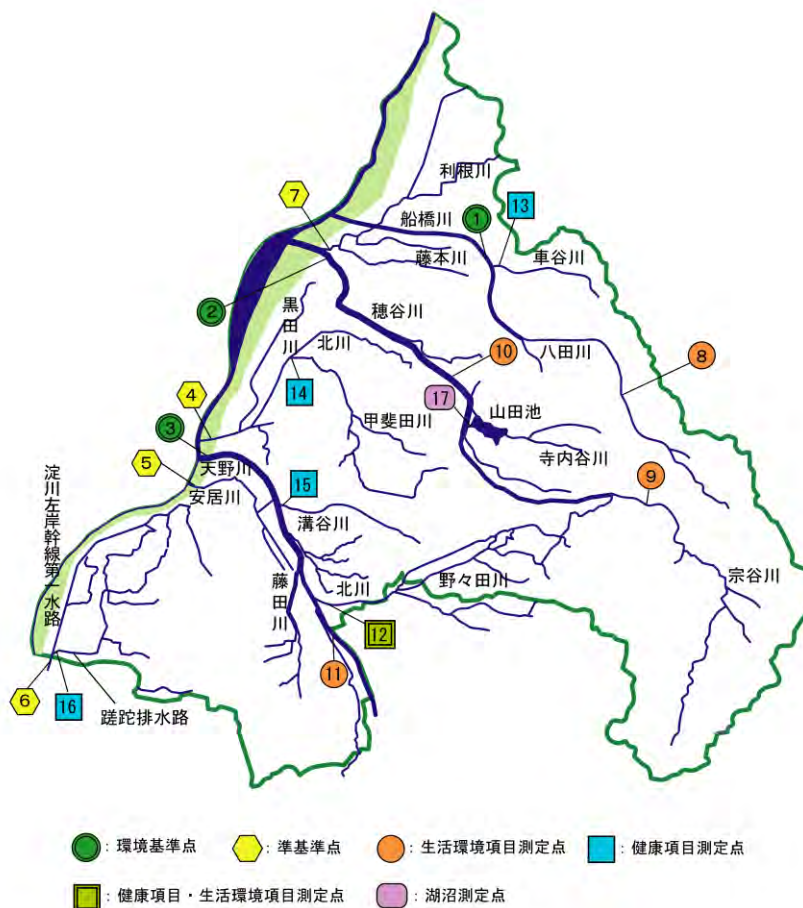 利根川
⑦
船橋川
①
13
藤本川
車谷川
②
黒田川
穂谷川
北川
⑩
八田川
⑧
14
④
⑰
山田池
甲斐田川
③
寺内谷川
天野川
⑤
15
⑨
安居川
溝谷川
淀川左岸幹線第一水路
藤田川
北川
野々田川
宗谷川
12
⑪
⑥
16
蹉跎排水路
：環境基準点
：準基準点
：生活環境項目測定点
：健康項目測定点
：健康項目・生活環境項目測定点
：湖沼測定点